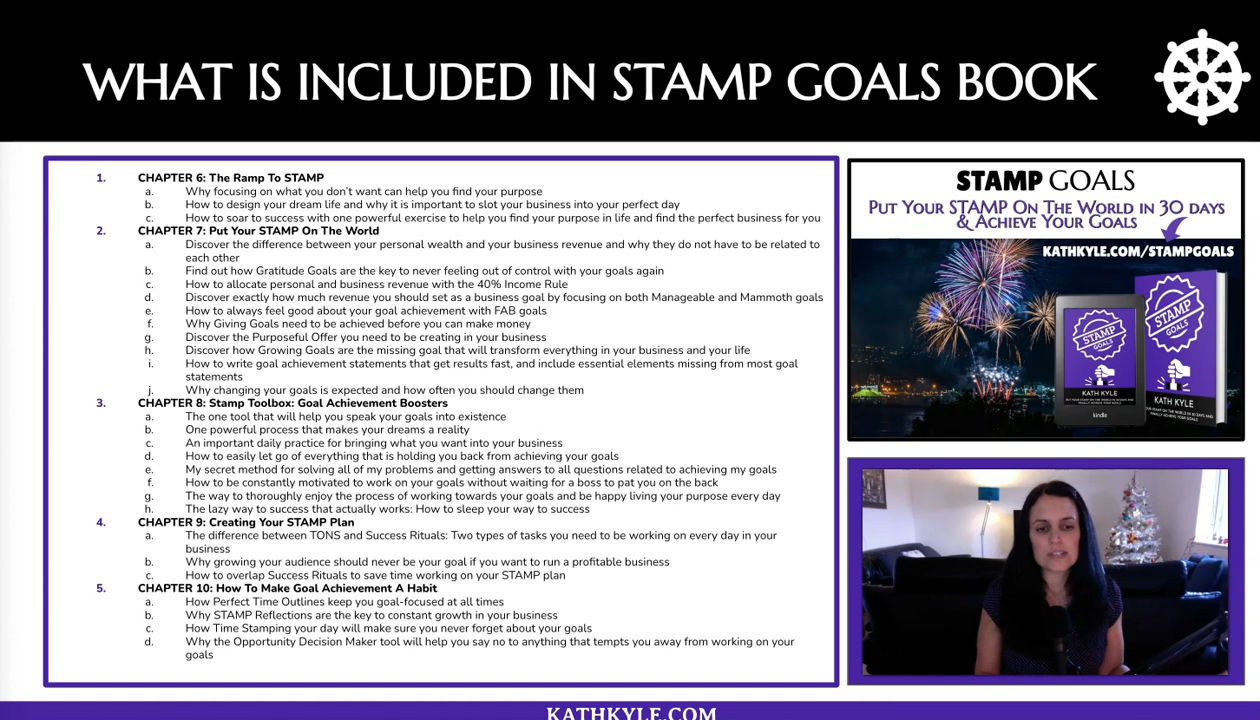 WHAT IS INCLUDED IN STAMP GOALS BOOK
1. CHAPTER 6: The Ramp To STAMP
a. Why focusing on what you don't want can help you find your purpose
b. How to design your dream life and why it is important to slot your business into your perfect day
c. How to soar to success with one powerful exercise to help you find your purpose in life and find the perfect business for you
2. CHAPTER 7: Put Your STAMP On The World
a. Discover the difference between your personal wealth and your business revenue and why they do not have to be related to
each other
b. Find out how Gratitude Goals are the key to never feeling out of control with your goals again
c. How to allocate personal and business revenue with the 40% Income Rule
d. Discover exactly how much revenue you should set as a business goal by focusing on both Manageable and Mammoth goals
e. How to always feel good about your goal achievement with FAB goals
f. Why Giving Goals need to be achieved before you can make money
g. Discover the Purposeful Offer you need to be creating in your business
h. Discover how Growing Goals are the missing goal that will transform everything in your business and your life
i. How to write goal achievement statements that get results fast, and include essential elements missing from most goal
statements
j. Why changing your goals is expected and how often you should change them
3. CHAPTER 8: Stamp Toolbox: Goal Achievement Boosters
a. The one tool that will help you speak your goals into existence
b. One powerful process that makes your dreams a reality
c. An important daily practice for bringing what you want into your business
d. How to easily let go of everything that is holding you back from achieving your goals
e. My secret method for solving all of my problems and getting answers to all questions related to achieving my goals
f. How to be constantly motivated to work on your goals without waiting for a boss to pat you on the back
g. The way to thoroughly enjoy the process of working towards your goals and be happy living your purpose every day
h. The lazy way to success that actually works: How to sleep your way to success
4. CHAPTER 9: Creating Your STAMP Plan
a. The difference between TONS and Success Rituals: Two types of tasks you need to be working on every day in your
business
b. Why growing your audience should never be your goal if you want to run a profitable business
c. How to overlap Success Rituals to save time working on your STAMP plan
5. CHAPTER 10: How To Make Goal Achievement A Habit
a. How Perfect Time Outlines keep you goal-focused at all times
b. Why STAMP Reflections are the key to constant growth in your business
c. How Time Stamping your day will make sure you never forget about your goals
d. Why the Opportunity Decision Maker tool will help you say no to anything that tempts you away from working on your
goals
STAMP GOALS
PUT YOUR STAMP ON THE WORLD IN 30 DAYS
& ACHIEVE YOUR GOALS
KATHKYLE.COM/STAMPGOALS
STAMP
GOALS
KATH KYLE
kindle
STAMP
GOALS
KATH KYLE
KATHKYLE.COM